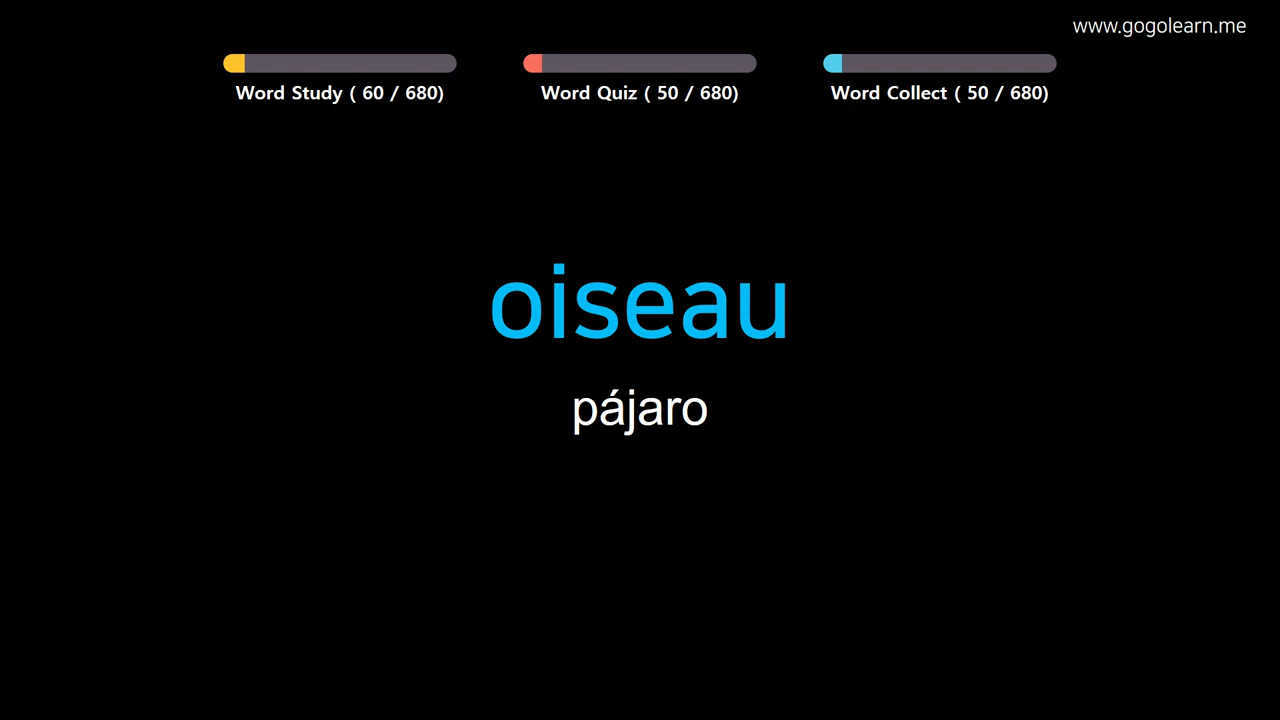 www.gogolearn.me
Word Study ( 60 / 680)
Word Quiz ( 50 / 680)
Word Collect ( 50 / 680)
oiseau
pájaro